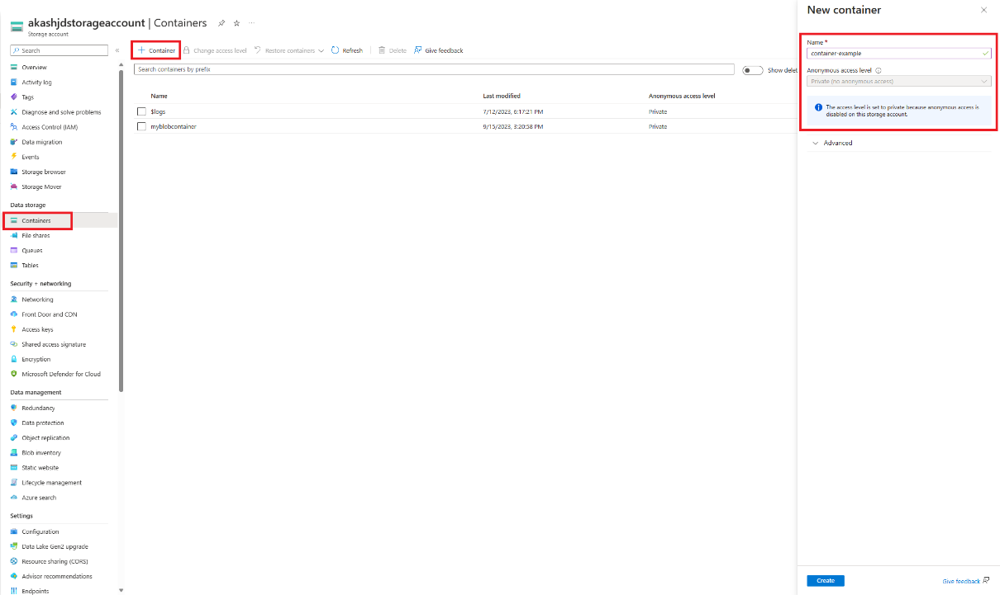 akashjdstorageaccount | Containers
Storage account
Search
Overview
Activity log
Tags
Diagnose and solve problems
Access Control (IAM)
Data migration
Events
Storage browser
Storage Mover
Data storage
Containers
File shares
Queues
Tables
Security + networking
Networking
Front Door and CDN
Access keys
Shared access signature
Encryption
Microsoft Defender for Cloud
Data management
Redundancy
Data protection
Object replication
Blob inventory
Static website
Lifecycle management
Azure search
Settings
Configuration
Data Lake Gen2 upgrade
Resource sharing (CORS)
Advisor recommendations
Endpoints
Container Change access level Restore containers Refresh Delete Give feedback
Search containers by prefix Show delet
Name Last modified Anonymous access level
$logs 7/12/2023, 6:17:21 PM Private
myblobcontainer 9/15/2023, 3:20:58 PM Private
New container
Name *
container-example
Anonymous access level
Private (no anonymous access)
The access level is set to private because anonymous access is
disabled on this storage account.
Advanced
Create Give feedback